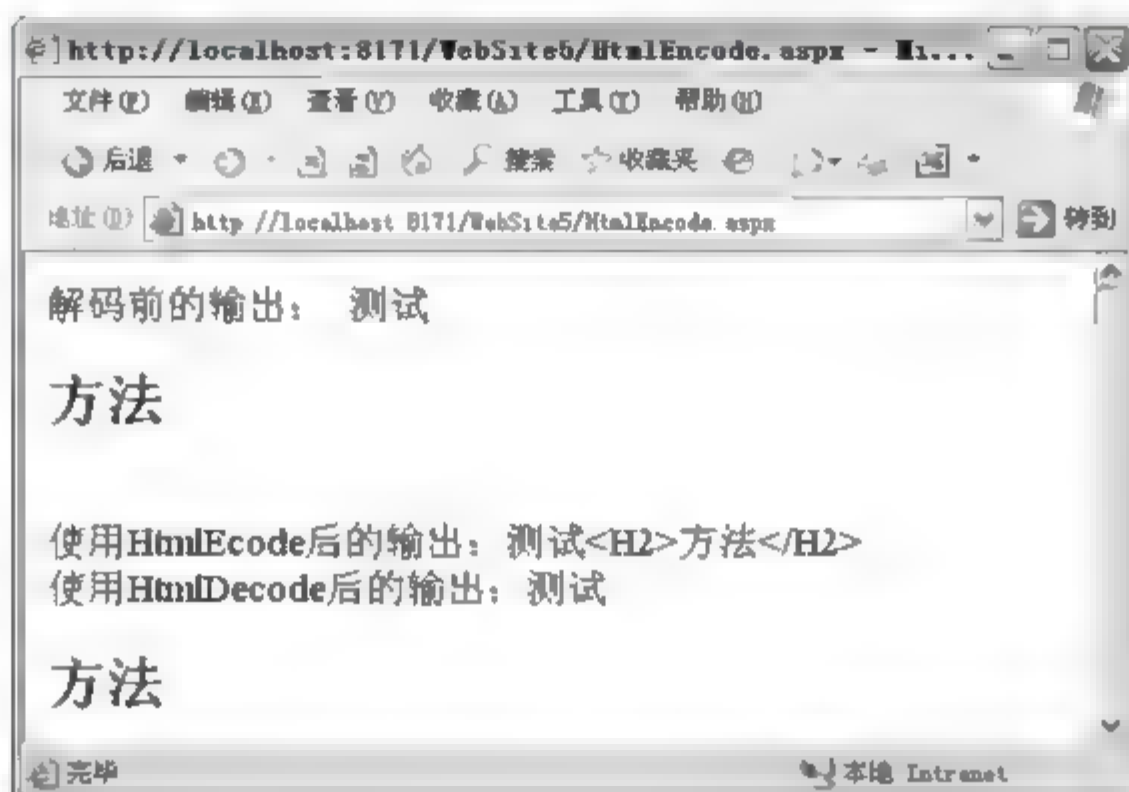 http://localhost:8171/WebSite5/HtmlEncode.aspx - Mi...
文件(F) 编辑(E) 查看(V) 收藏(A) 工具(T) 帮助(H)
后退 搜索 收藏夹
地址(D) http://localhost:8171/WebSite5/HtmlEncode.aspx 转到
解码前的输出： 测试
方法
使用HtmlEcode后的输出：测试<H2>方法</H2>
使用HtmlDecode后的输出：测试
方法
完毕 本地 Intranet